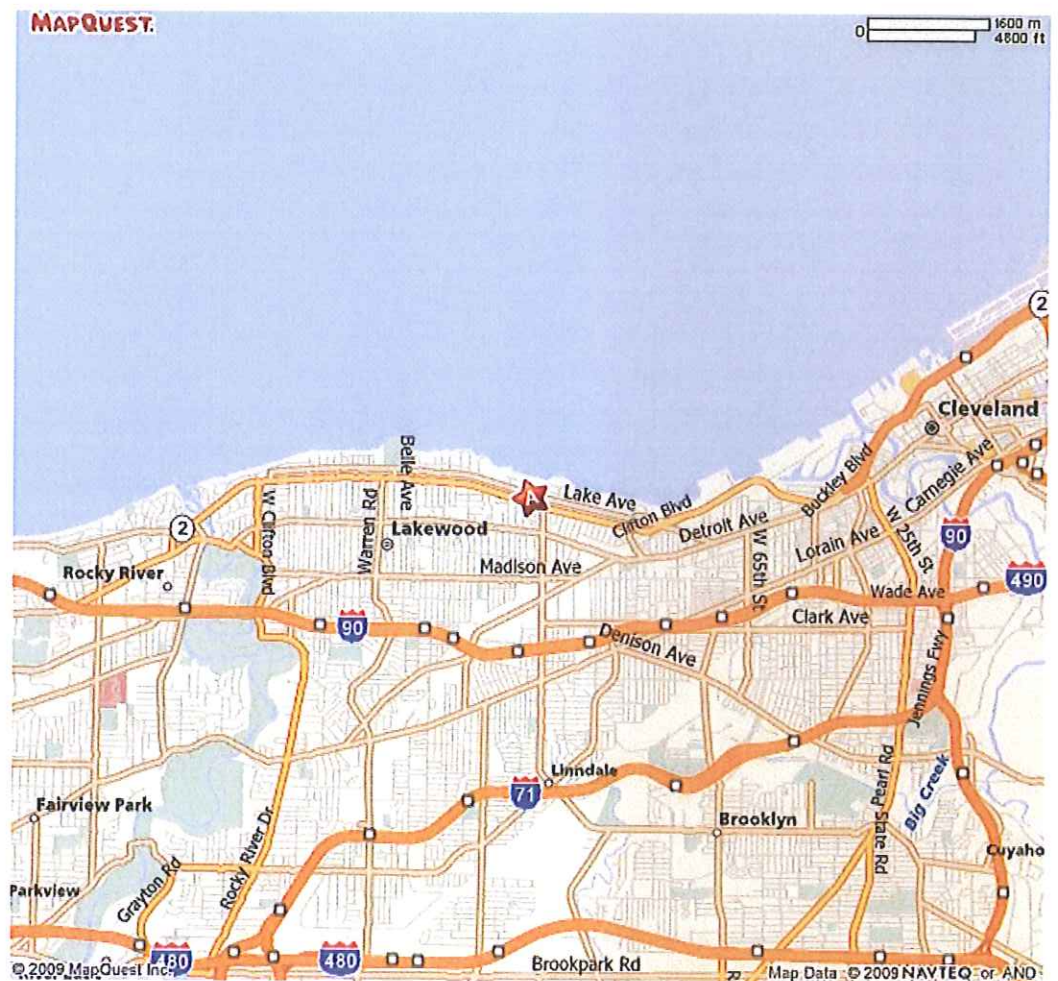 MAPQUEST.
1600 m
0
4800 ft
2
Cleveland
Belle Ave
Lake Ave
Buckley Blvd
Carnegie Ave
A
Clifton Blvd
W Clifton Blvd
Warren Rd
2
Lakewood
Detroit Ave
W 65th St
Lorain Ave
W 25th St
90
Rocky River
Madison Ave
490
Wade Ave
90
Clark Ave
Denison Ave
Jennings Fwy
Linndale
71
Pearl Rd
State Rd
Big Creek
Fairview Park
Brooklyn
Rocky River Dr
Cuyaho
Parkview
Grayton Rd
480
480
Brookpark Rd
© 2009 MapQuest Inc.
Map Data © 2009 NAVTEQ or AND